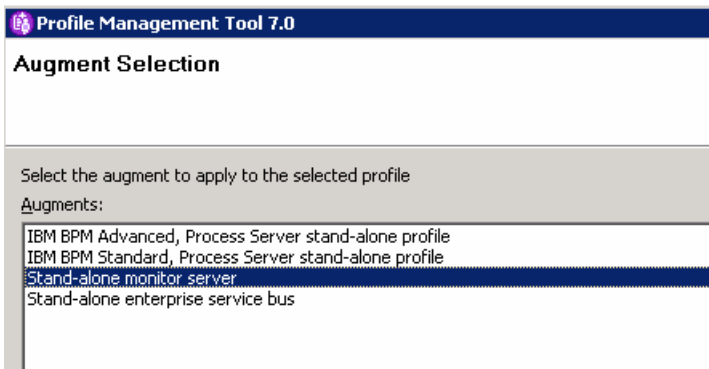 Profile Management Tool 7.0
Augment Selection
Select the augment to apply to the selected profile
Augments:
IBM BPM Advanced, Process Server stand-alone profile
IBM BPM Standard, Process Server stand-alone profile
Stand-alone monitor server
Stand-alone enterprise service bus